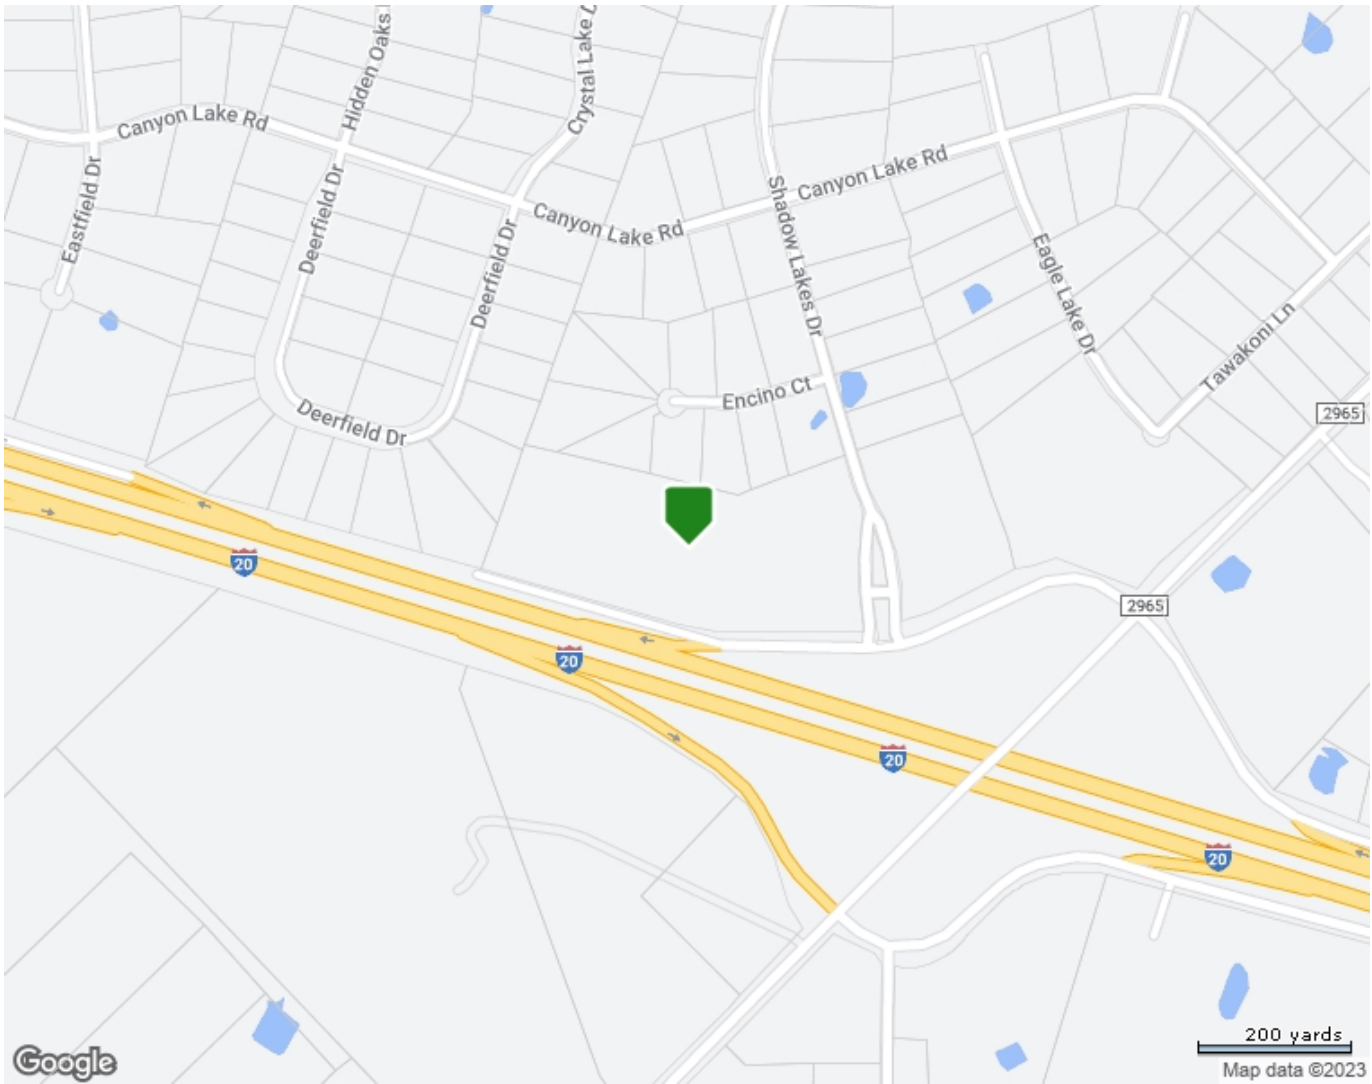 Hidden Oaks
Crystal Lake D
Canyon Lake Rd
Eastfield Dr
Deerfield Dr
Canyon Lake Rd
Canyon Lake Rd
Shadow Lakes Dr
Deerfield Dr
Eagle Lake Dr
Tawakoni Ln
Encino Ct
Deerfield Dr
2965
20
2965
20
20
20
200 yards
Google
Map data ©2023